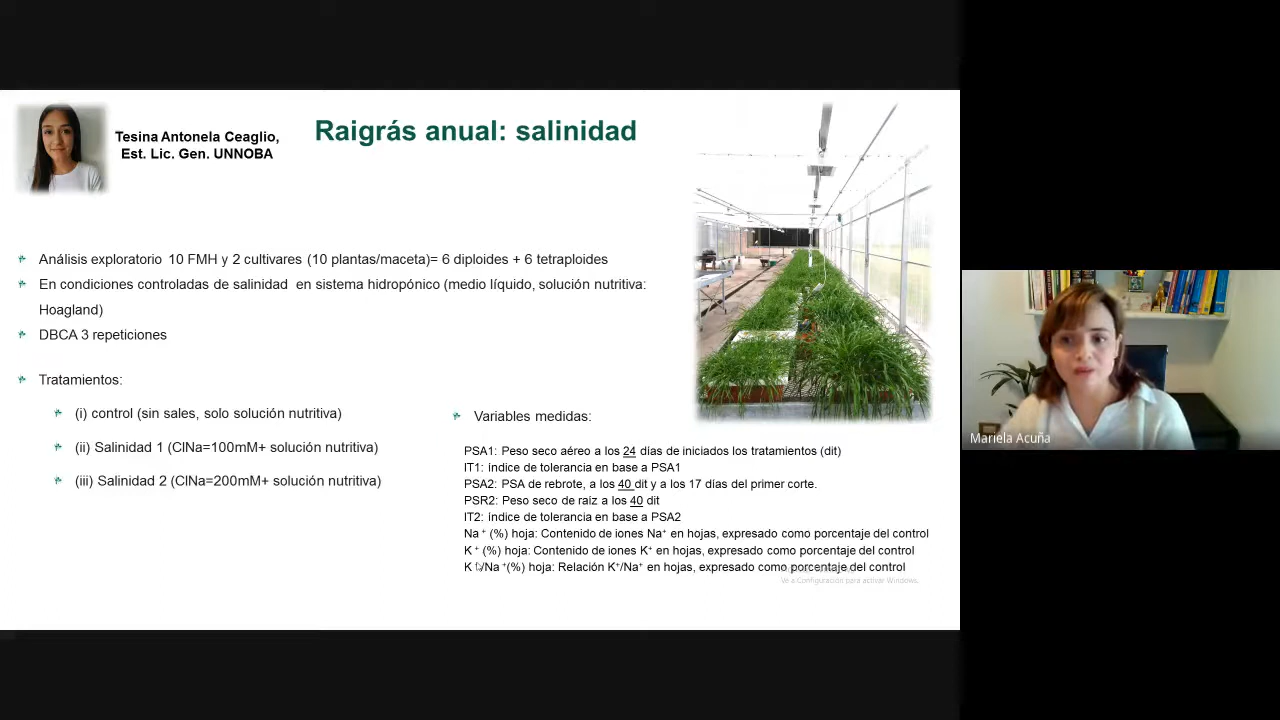 Tesina Antonela Ceaglio,
Est. Lic. Gen. UNNOBA
Raigrás anual: salinidad
Análisis exploratorio 10 FMH y 2 cultivares (10 plantas/maceta)= 6 diploides + 6 tetraploides
En condiciones controladas de salinidad en sistema hidropónico (medio líquido, solución nutritiva:
Hoagland)
DBCA 3 repeticiones
Tratamientos:
(i) control (sin sales, solo solución nutritiva)
(ii) Salinidad 1 (ClNa=100mM+ solución nutritiva)
(iii) Salinidad 2 (ClNa=200mM+ solución nutritiva)
Variables medidas:
PSA1: Peso seco aéreo a los 24 días de iniciados los tratamientos (dit)
IT1: índice de tolerancia en base a PSA1
PSA2: PSA de rebrote, a los 40 dit y a los 17 días del primer corte.
PSR2: Peso seco de raíz a los 40 dit
IT2: índice de tolerancia en base a PSA2
Na⁺ (%) hoja: Contenido de iones Na⁺ en hojas, expresado como porcentaje del control
K⁺ (%) hoja: Contenido de iones K⁺ en hojas, expresado como porcentaje del control
K⁺/Na⁺(%) hoja: Relación K⁺/Na⁺ en hojas, expresado como porcentaje del control
Ve a Configuración para activar Windows.
Mariela Acuña